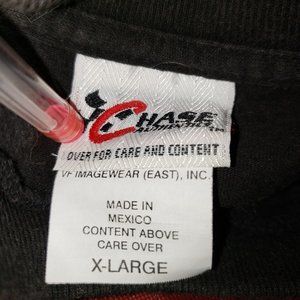 CHASE
OVER FOR CARE AND CONTENT
VF IMAGEWEAR (EAST), INC.
MADE IN
MEXICO
CONTENT ABOVE
CARE OVER
X-LARGE